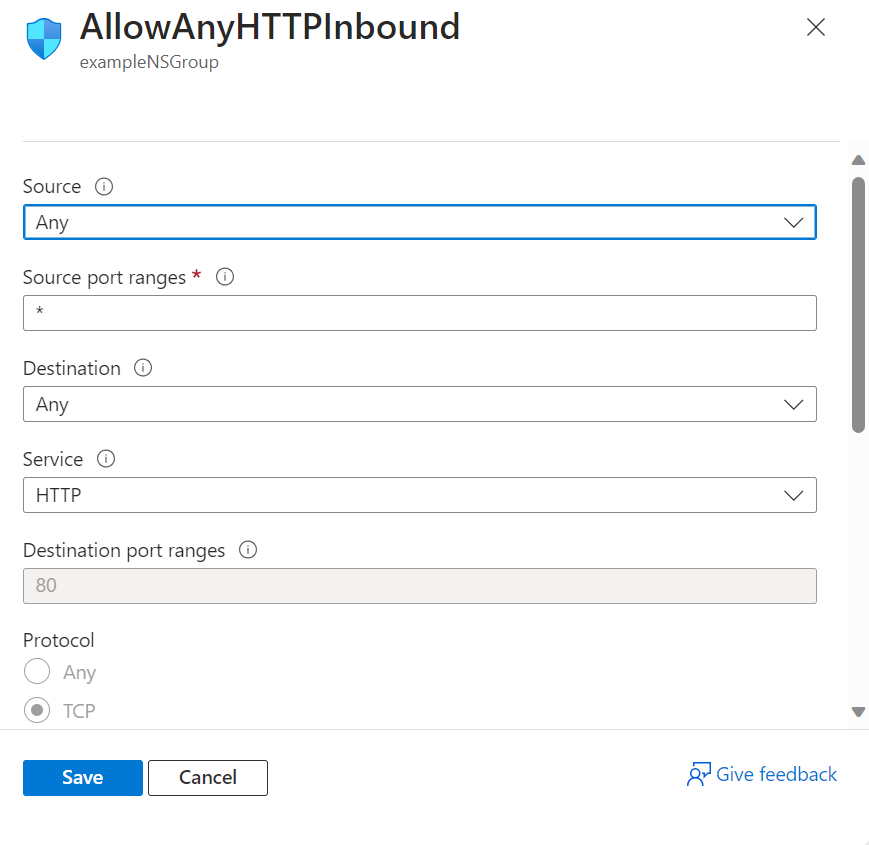 AllowAnyHTTPInbound
exampleNSGroup
Source
Any
Source port ranges *
*
Destination
Any
Service
HTTP
Destination port ranges
80
Protocol
Any
TCP
Save
Cancel
Give feedback